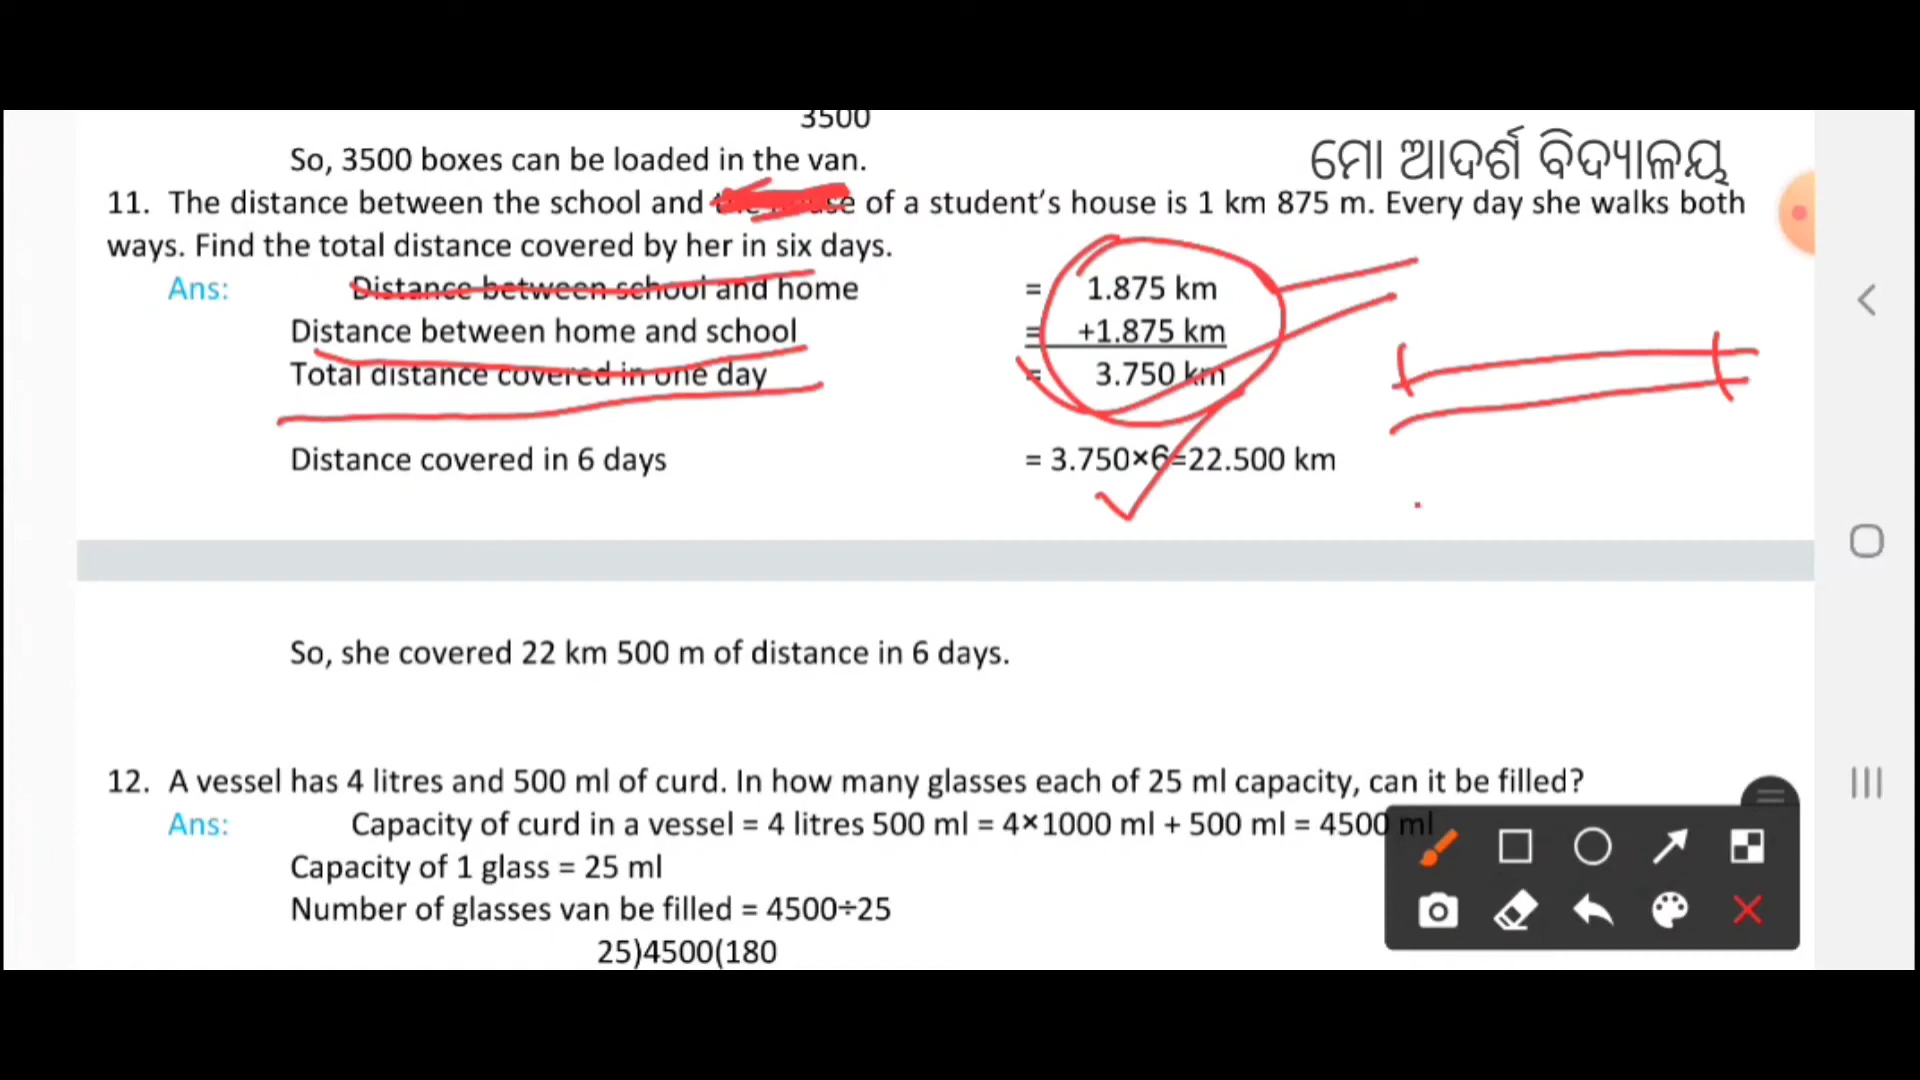 3500
So, 3500 boxes can be loaded in the van.
ମୋ ଆଦର୍ଶ ବିଦ୍ୟାଳୟ
11. The distance between the school and of a student's house is 1 km 875 m. Every day she walks both
ways. Find the total distance covered by her in six days.
Ans: Distance between school and home = 1.875 km
Distance between home and school = +1.875 km
Total distance covered in one day = 3.750 km
Distance covered in 6 days = 3.750×6=22.500 km
So, she covered 22 km 500 m of distance in 6 days.
12. A vessel has 4 litres and 500 ml of curd. In how many glasses each of 25 ml capacity, can it be filled?
Ans: Capacity of curd in a vessel = 4 litres 500 ml = 4×1000 ml + 500 ml = 4500 ml
Capacity of 1 glass = 25 ml
Number of glasses van be filled = 4500÷25
25)4500(180